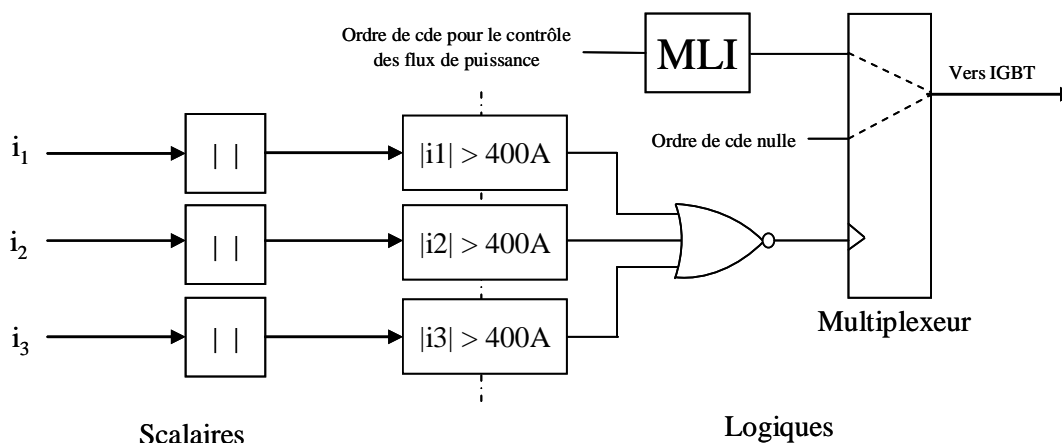 Ordre de cde pour le contrôle
des flux de puissance
MLI
Vers IGBT
Ordre de cde nulle
i1
| |
|i1| > 400A
i2
| |
|i2| > 400A
i3
| |
|i3| > 400A
Multiplexeur
Scalaires
Logiques